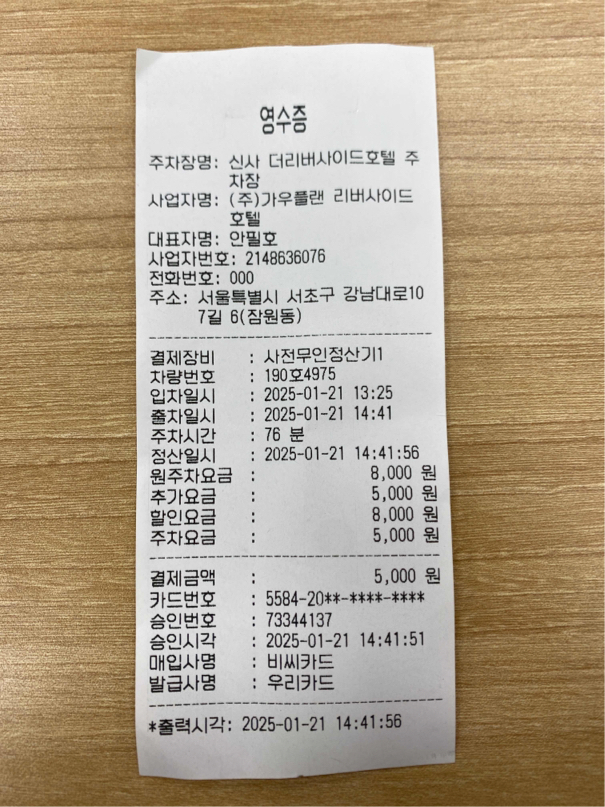 영수증
주차장명: 신사 더리버사이드호텔 주
차장
사업자명: (주)가우플랜 리버사이드
호텔
대표자명: 안필호
사업자번호: 2148636076
전화번호: 000
주소: 서울특별시 서초구 강남대로10
7길 6(잠원동)
결제장비 : 사전무인정산기1
차량번호 : 190호4975
입차일시 : 2025-01-21 13:25
출차일시 : 2025-01-21 14:41
주차시간 : 76 분
정산일시 : 2025-01-21 14:41:56
원주차요금 : 8,000 원
추가요금 : 5,000 원
할인요금 : 8,000 원
주차요금 : 5,000 원
결제금액 : 5,000 원
카드번호 : 5584-20**-****-****
승인번호 : 73344137
승인시각 : 2025-01-21 14:41:51
매입사명 : 비씨카드
발급사명 : 우리카드
*출력시각: 2025-01-21 14:41:56